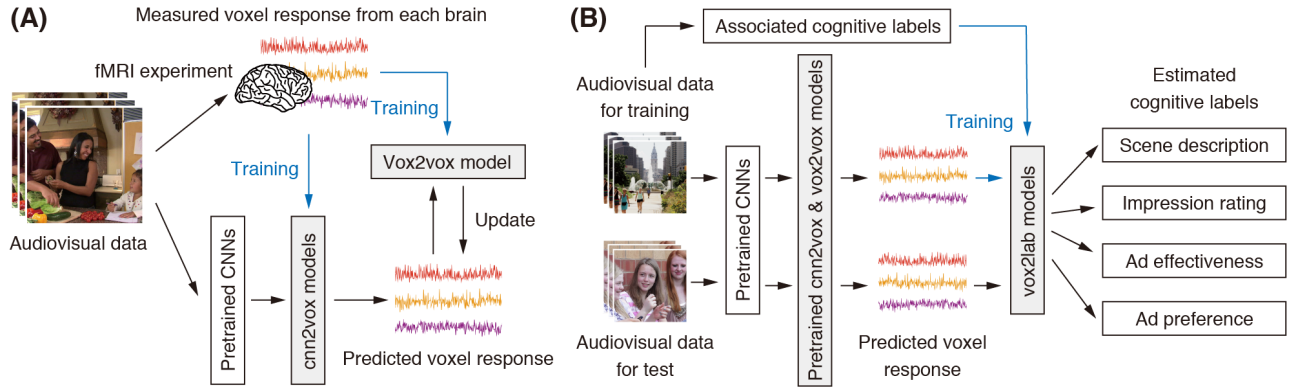 (A)
Measured voxel response from each brain
fMRI experiment
Training
Training
Vox2vox model
Update
Audiovisual data
Pretrained CNNs
cnn2vox models
Predicted voxel response
(B)
Associated cognitive labels
Audiovisual data
for training
Pretrained CNNs
Pretrained cnn2vox & vox2vox models
Training
vox2lab models
Estimated
cognitive labels
Scene description
Impression rating
Ad effectiveness
Ad preference
Audiovisual data
for test
Predicted voxel
response